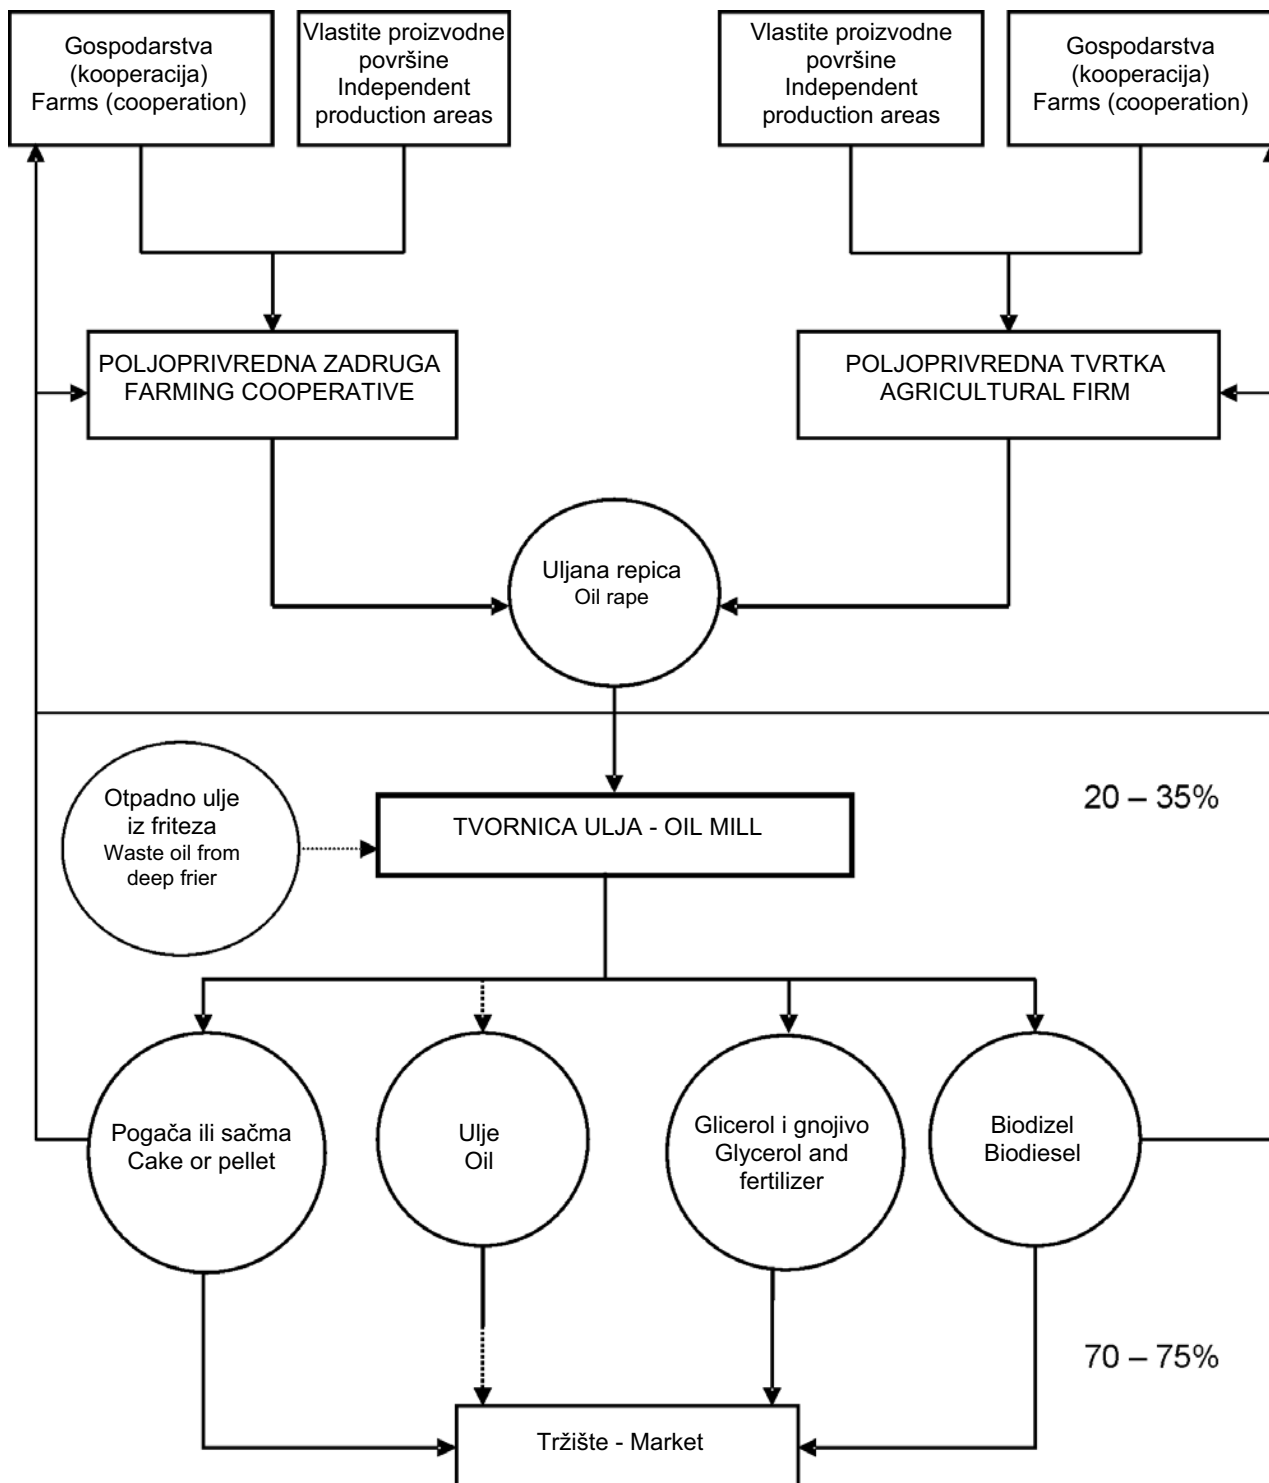 Gospodarstva
(kooperacija)
Farms (cooperation)
Vlastite proizvodne
površine
Independent
production areas
Vlastite proizvodne
površine
Independent
production areas
Gospodarstva
(kooperacija)
Farms (cooperation)
POLJOPRIVREDNA ZADRUGA
FARMING COOPERATIVE
POLJOPRIVREDNA TVRTKA
AGRICULTURAL FIRM
Uljana repica
Oil rape
Otpadno ulje
iz friteza
Waste oil from
deep frier
TVORNICA ULJA - OIL MILL
20 – 35%
Pogača ili sačma
Cake or pellet
Ulje
Oil
Glicerol i gnojivo
Glycerol and
fertilizer
Biodizel
Biodiesel
70 – 75%
Tržište - Market